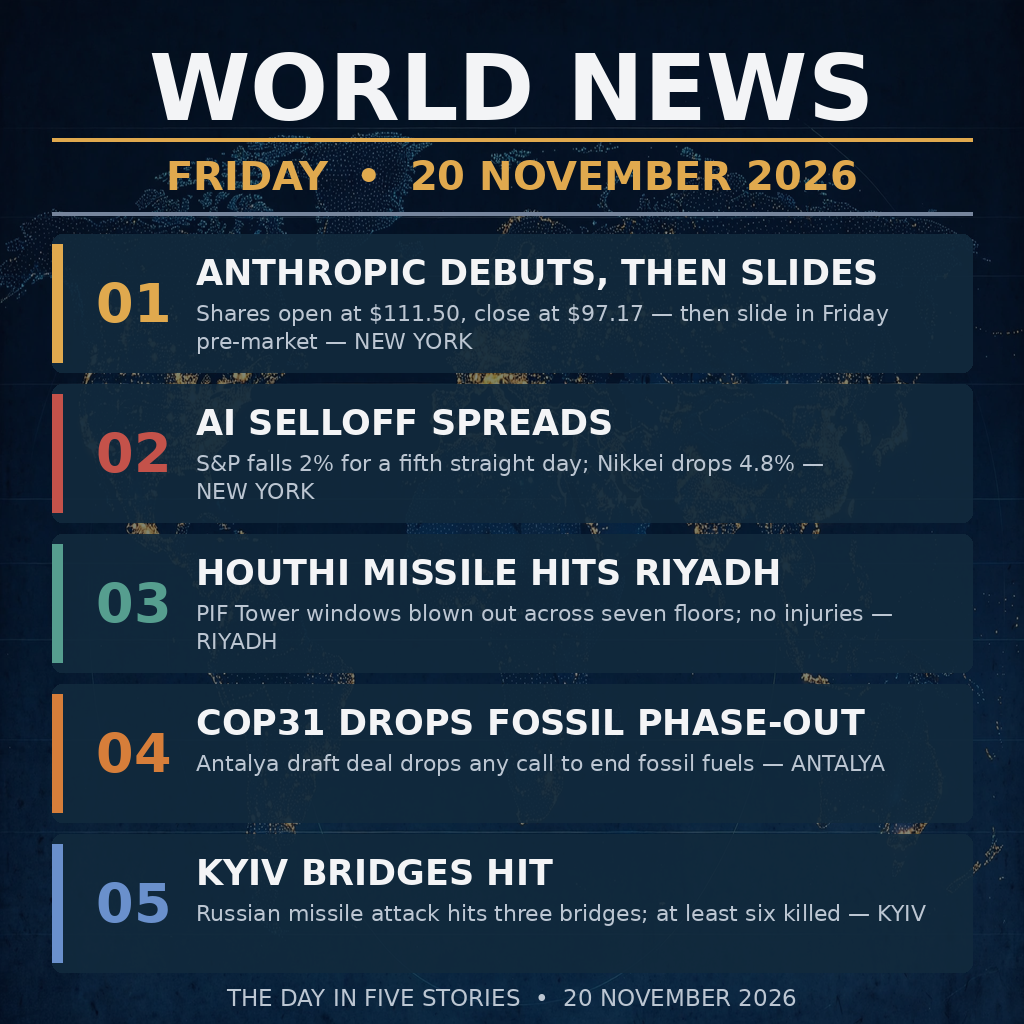 WORLD NEWS
FRIDAY • 20 NOVEMBER 2026
01
ANTHROPIC DEBUTS, THEN SLIDES
Shares open at $111.50, close at $97.17 — then slide in Friday
pre-market — NEW YORK
02
AI SELLOFF SPREADS
S&P falls 2% for a fifth straight day; Nikkei drops 4.8% —
NEW YORK
03
HOUTHI MISSILE HITS RIYADH
PIF Tower windows blown out across seven floors; no injuries —
RIYADH
04
COP31 DROPS FOSSIL PHASE-OUT
Antalya draft deal drops any call to end fossil fuels — ANTALYA
05
KYIV BRIDGES HIT
Russian missile attack hits three bridges; at least six killed — KYIV
THE DAY IN FIVE STORIES • 20 NOVEMBER 2026